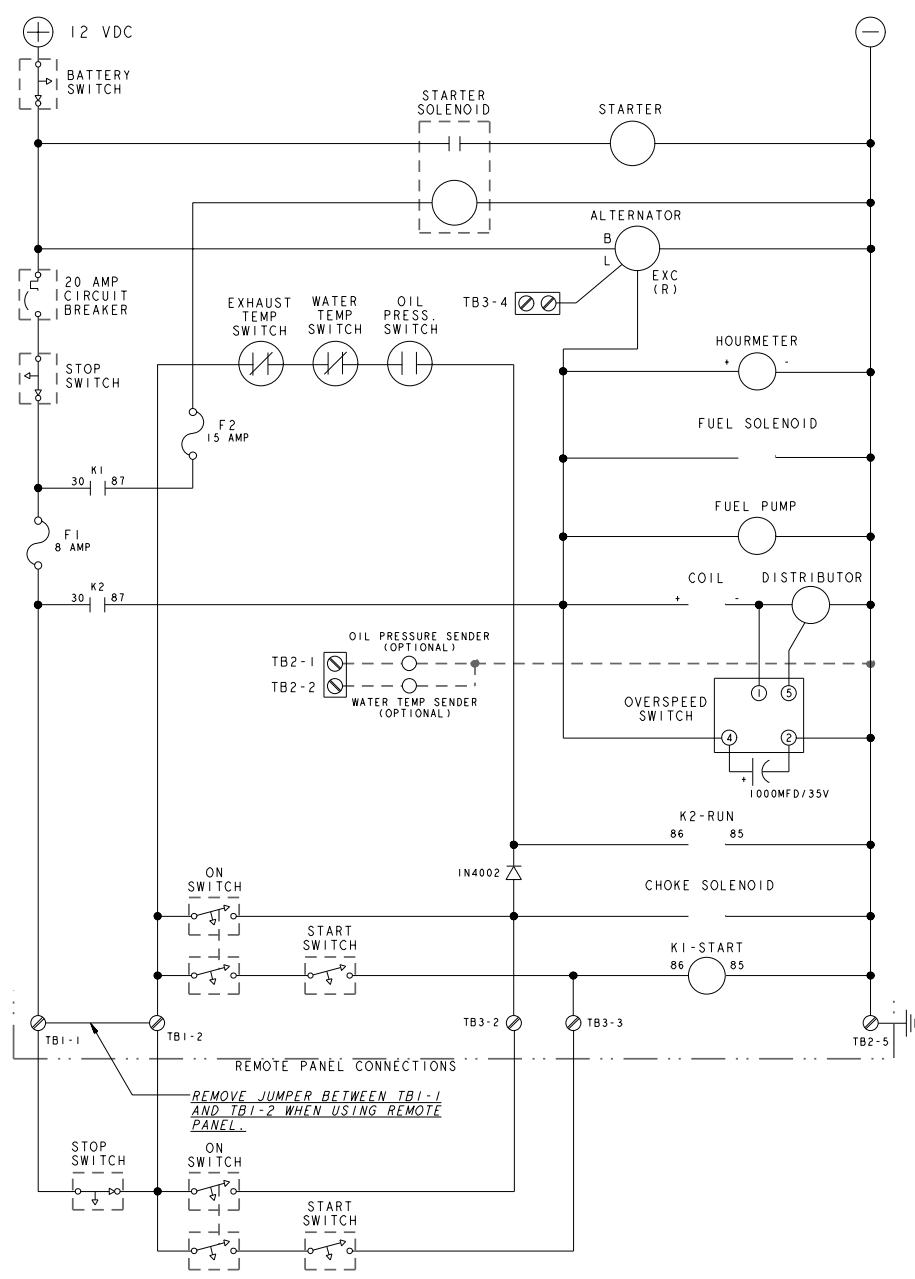 12 VDC
BATTERY
SWITCH
STARTER
SOLENOID
STARTER
ALTERNATOR
B
L
EXC
(R)
TB3-4
20 AMP
CIRCUIT
BREAKER
EXHAUST
TEMP
SWITCH
WATER
TEMP
SWITCH
OIL
PRESS.
SWITCH
HOURMETER
+ -
STOP
SWITCH
F2
15 AMP
FUEL SOLENOID
K1
30 87
FUEL PUMP
F1
8 AMP
K2
30 87
COIL
+ -
DISTRIBUTOR
OIL PRESSURE SENDER
(OPTIONAL)
TB2-1
TB2-2
WATER TEMP SENDER
(OPTIONAL)
OVERSPEED
SWITCH
1 5
4 2
+
1000MFD/35V
K2-RUN
86 85
1N4002
ON
SWITCH
CHOKE SOLENOID
START
SWITCH
K1-START
86 85
TB1-1
TB1-2
TB3-2
TB3-3
TB2-5
REMOTE PANEL CONNECTIONS
REMOVE JUMPER BETWEEN TB1-1
AND TB1-2 WHEN USING REMOTE
PANEL.
STOP
SWITCH
ON
SWITCH
START
SWITCH